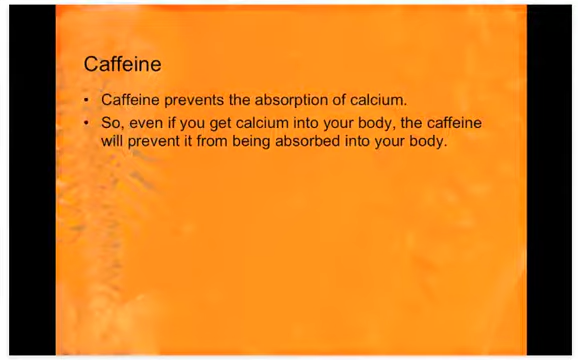 Caffeine
• Caffeine prevents the absorption of calcium.
• So, even if you get calcium into your body, the caffeine
will prevent it from being absorbed into your body.